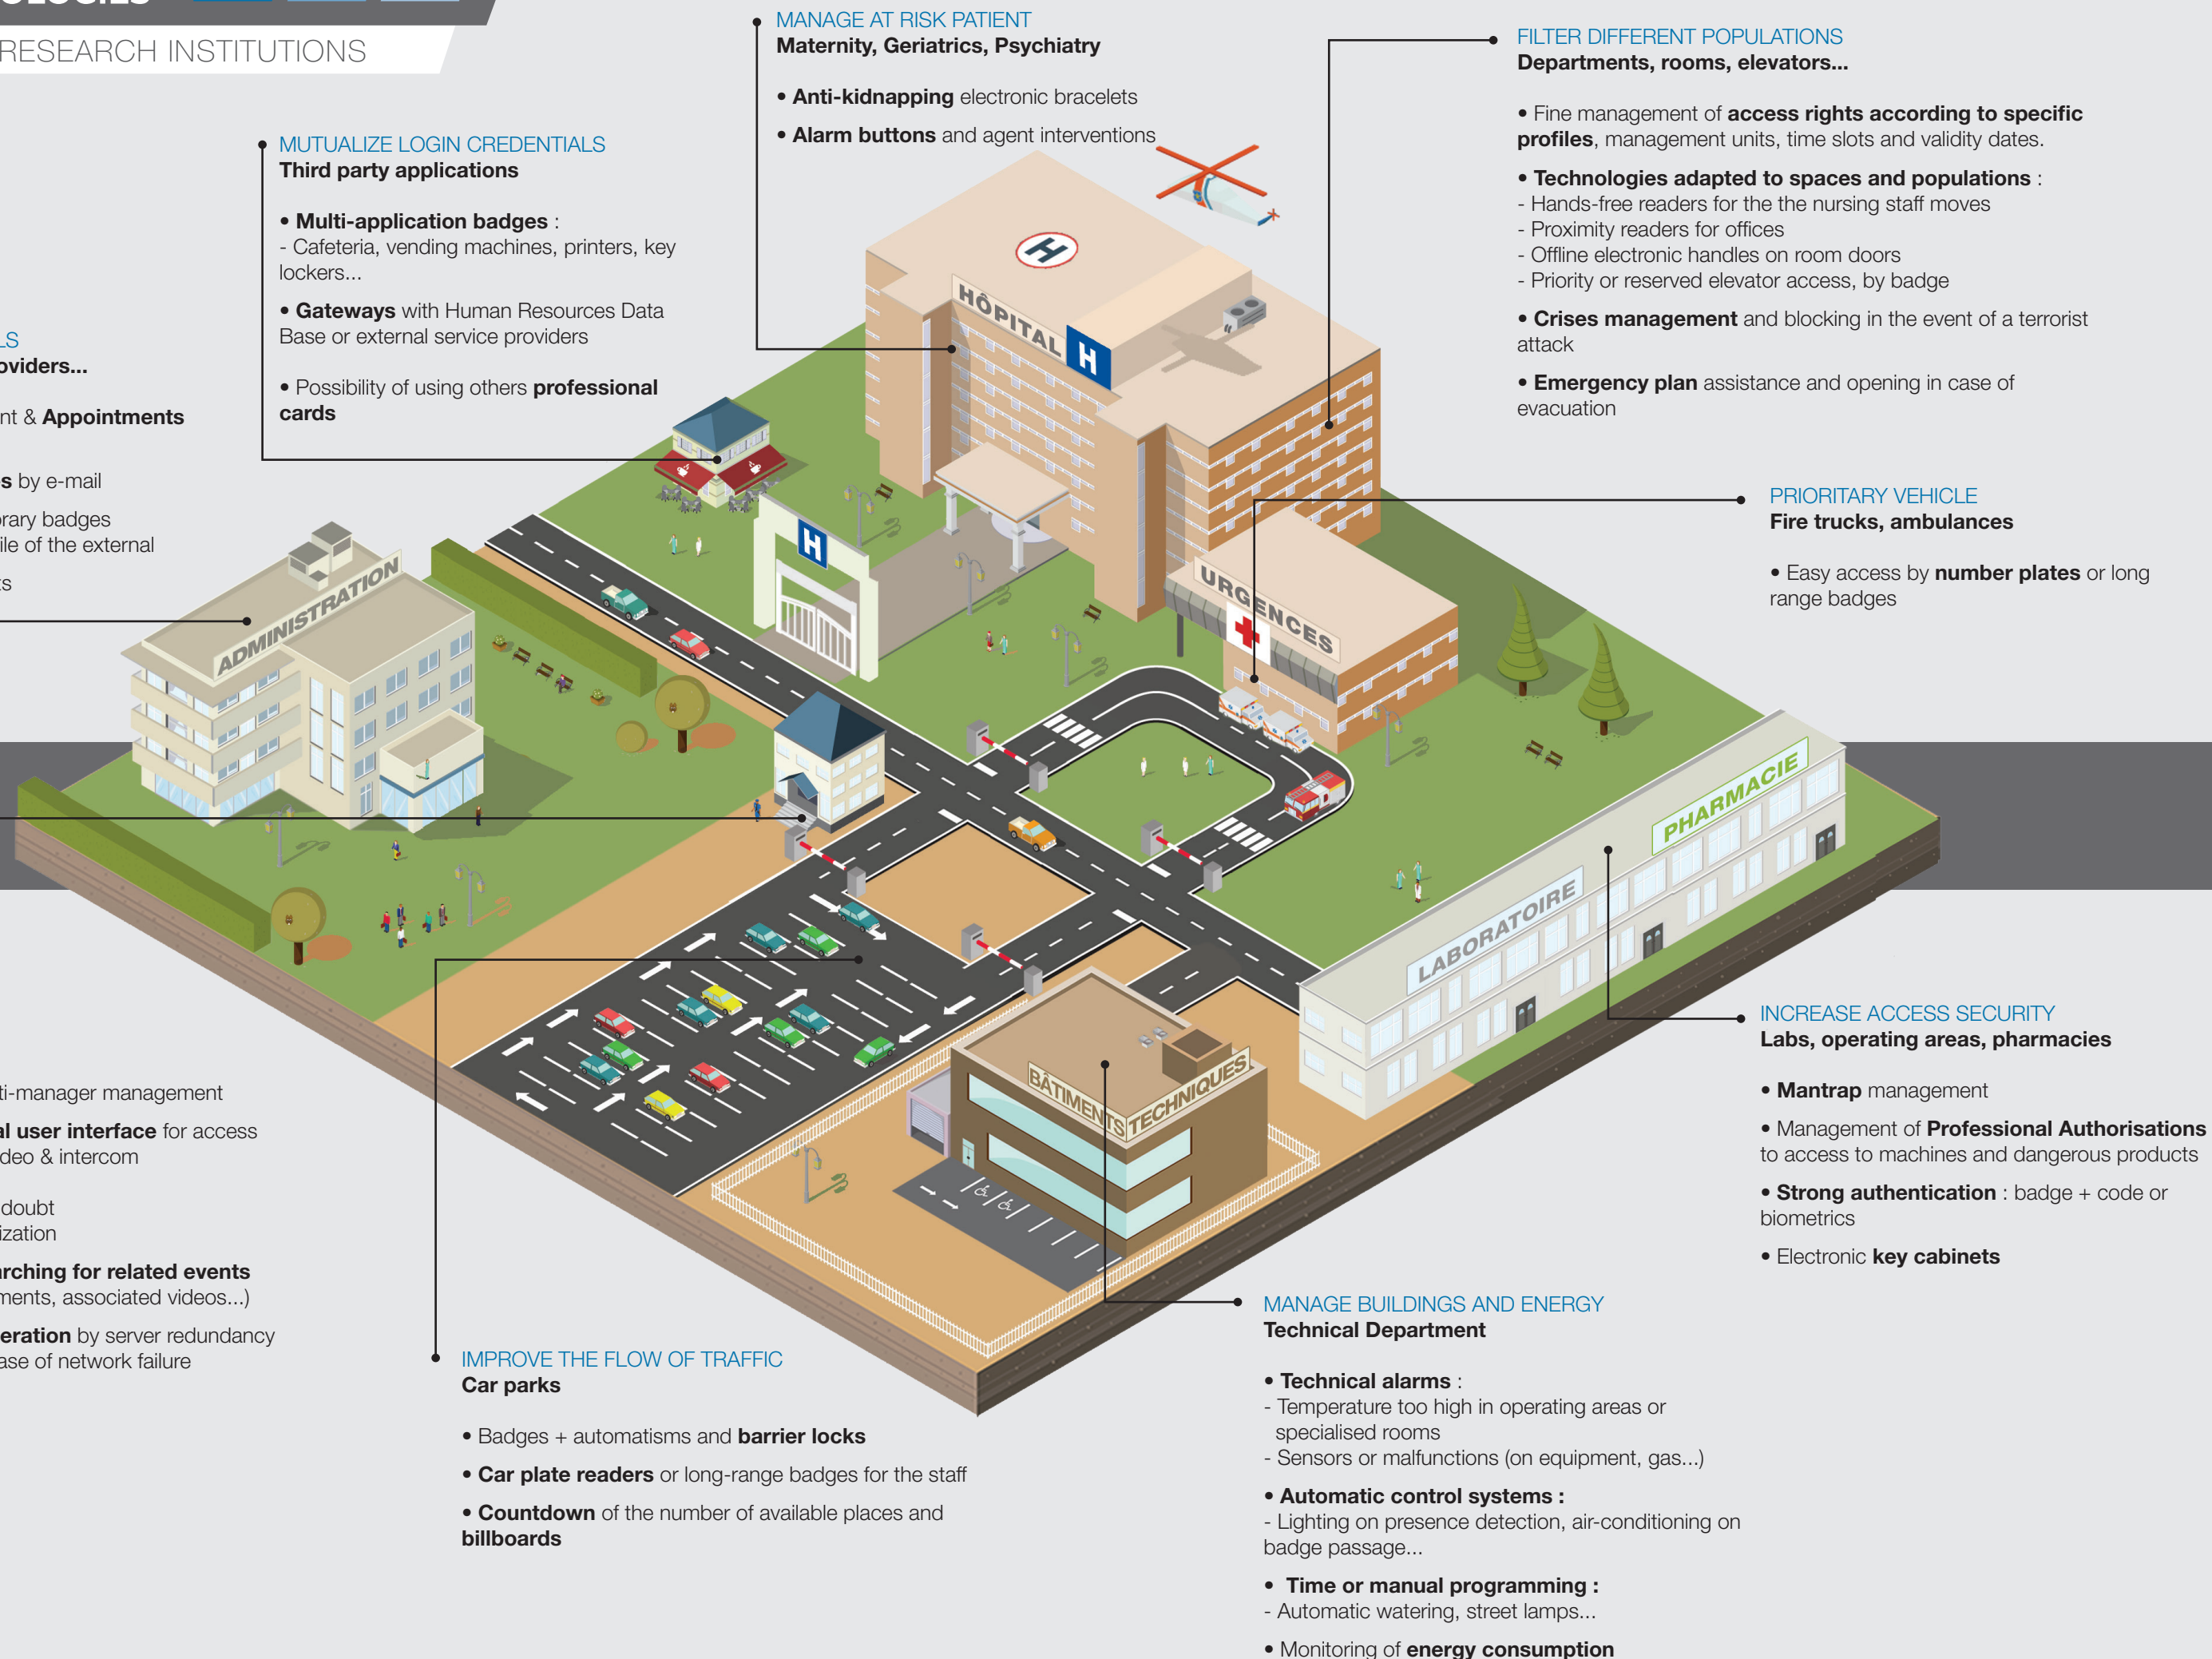 RESEARCH INSTITUTIONS
MANAGE AT RISK PATIENT
Maternity, Geriatrics, Psychiatry
• Anti-kidnapping electronic bracelets
• Alarm buttons and agent interventions
FILTER DIFFERENT POPULATIONS
Departments, rooms, elevators...
• Fine management of access rights according to specific
profiles, management units, time slots and validity dates.
• Technologies adapted to spaces and populations :
- Hands-free readers for the the nursing staff moves
- Proximity readers for offices
- Offline electronic handles on room doors
- Priority or reserved elevator access, by badge
• Crises management and blocking in the event of a terrorist
attack
• Emergency plan assistance and opening in case of
evacuation
MUTUALIZE LOGIN CREDENTIALS
Third party applications
• Multi-application badges :
- Cafeteria, vending machines, printers, key
lockers...
• Gateways with Human Resources Data
Base or external service providers
• Possibility of using others professional
cards
& Appointments
by e-mail
badges
of the external
PRIORITARY VEHICLE
Fire trucks, ambulances
• Easy access by number plates or long
range badges
H
HÔPITAL
H
H
URGENCES
ADMINISTRATION
PHARMACIE
LABORATOIRE
BÂTIMENTS TECHNIQUES
INCREASE ACCESS SECURITY
Labs, operating areas, pharmacies
• Mantrap management
• Management of Professional Authorisations
to access to machines and dangerous products
• Strong authentication : badge + code or
biometrics
• Electronic key cabinets
ti-manager management
user interface for access
& intercom
doubt
for related events
associated videos...)
by server redundancy
of network failure
IMPROVE THE FLOW OF TRAFFIC
Car parks
• Badges + automatisms and barrier locks
• Car plate readers or long-range badges for the staff
• Countdown of the number of available places and
billboards
MANAGE BUILDINGS AND ENERGY
Technical Department
• Technical alarms :
- Temperature too high in operating areas or
specialised rooms
- Sensors or malfunctions (on equipment, gas...)
• Automatic control systems :
- Lighting on presence detection, air-conditioning on
badge passage...
• Time or manual programming :
- Automatic watering, street lamps...
• Monitoring of energy consumption